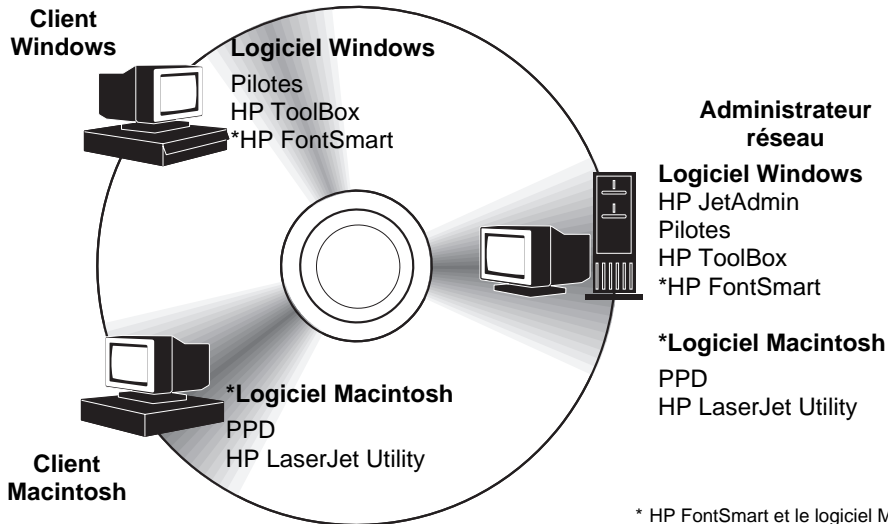 Client
Windows
Logiciel Windows
Pilotes
HP ToolBox
*HP FontSmart
Administrateur
réseau
Logiciel Windows
HP JetAdmin
Pilotes
HP ToolBox
*HP FontSmart
*Logiciel Macintosh
PPD
HP LaserJet Utility
*Logiciel Macintosh
PPD
HP LaserJet Utility
Client
Macintosh
* HP FontSmart et le logiciel M